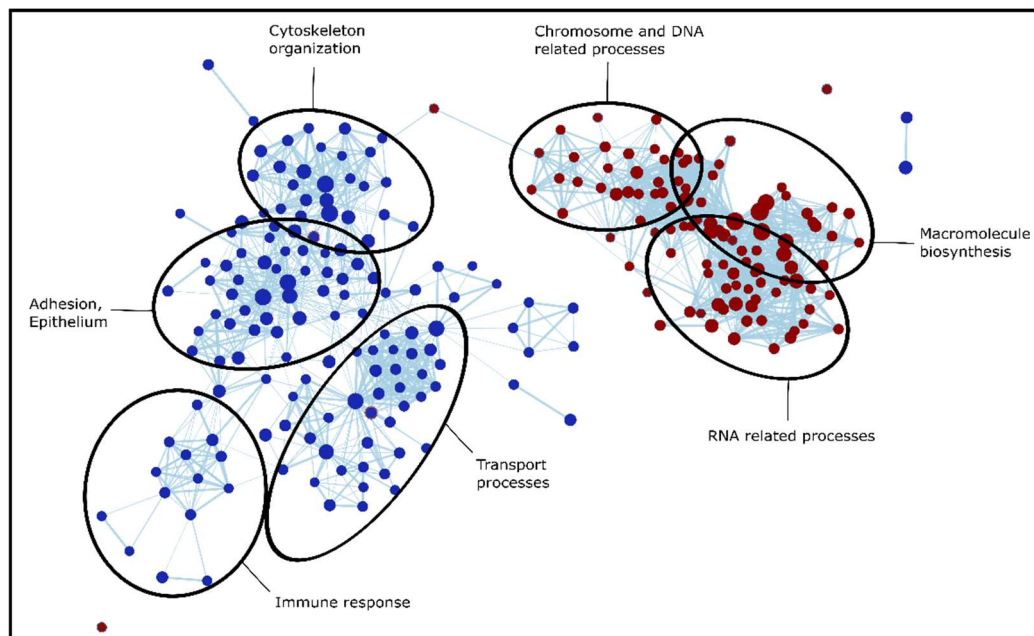 Cytoskeleton
organization
Chromosome and DNA
related processes
Macromolecule
biosynthesis
Adhesion,
Epithelium
RNA related processes
Transport
processes
Immune response